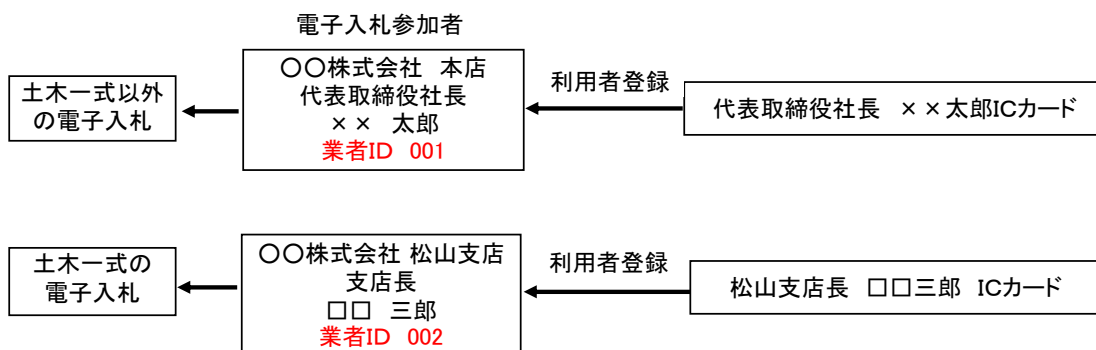 電子入札参加者
土木一式以外
の電子入札
〇〇株式会社 本店
代表取締役社長
×× 太郎
業者ID 001
利用者登録
代表取締役社長 ××太郎ICカード
土木一式の
電子入札
〇〇株式会社 松山支店
支店長
□□ 三郎
業者ID 002
利用者登録
松山支店長 □□三郎 ICカード